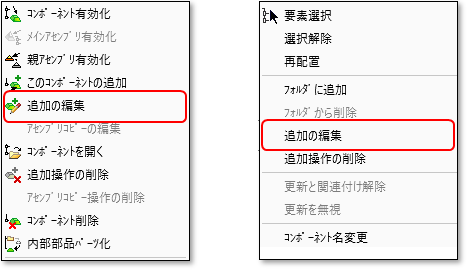 コンポーネント有効化
メインアセンブリ有効化
親アセンブリ有効化
このコンポーネントの追加
追加の編集
アセンブリコピーの編集
コンポーネントを開く
追加操作の削除
アセンブリコピー操作の削除
コンポーネント削除
内部部品パーツ化
要素選択
選択解除
再配置
フォルダに追加
フォルダから削除
追加の編集
追加操作の削除
更新と関連付け解除
更新を無視
コンポーネント名変更